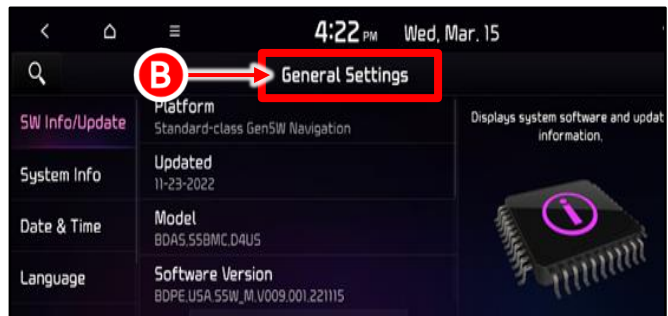 4:22 PM Wed, Mar. 15
B
General Settings
SW Info/Update
System Info
Date & Time
Language
Platform
Standard-class Gen5W Navigation
Updated
11-23-2022
Model
BDAS.S5BMC.D4US
Software Version
BDPE.USA.S5W_M.V009.001.221115
Displays system software and updat
information.
i